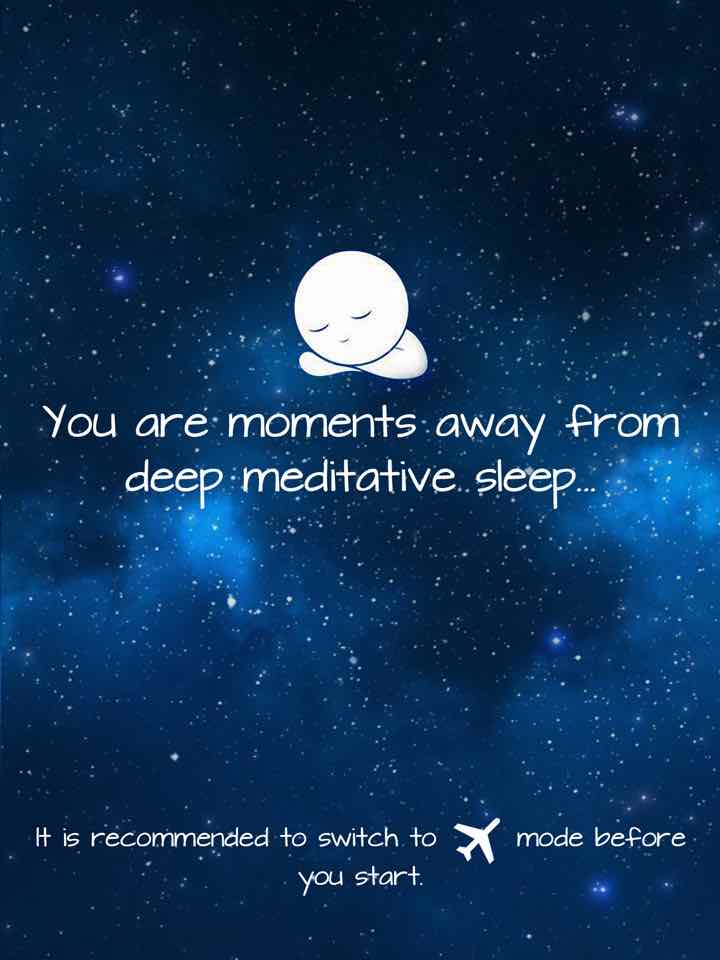 You are moments away from
deep meditative sleep...
It is recommended to switch to mode before
you start.